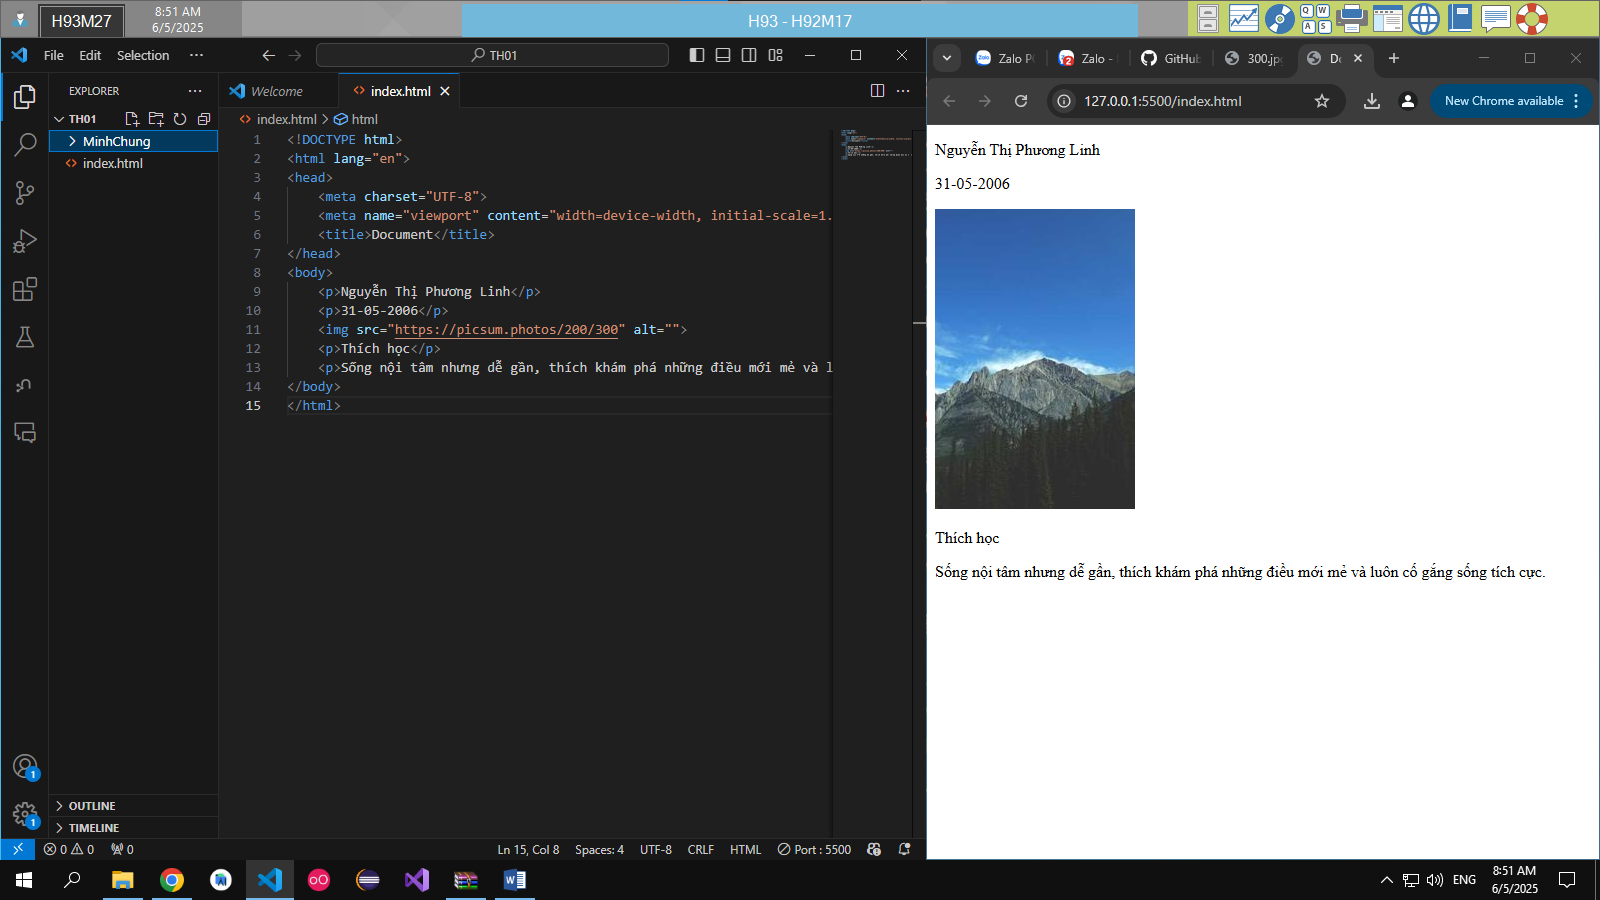 H93M27
8:51 AM
6/5/2025
H93 - H92M17
File Edit Selection ···
TH01
EXPLORER
TH01
MinhChung
index.html
OUTLINE
TIMELINE
Welcome
index.html
index.html > html
1 <!DOCTYPE html>
2 <html lang="en">
3 <head>
4 <meta charset="UTF-8">
5 <meta name="viewport" content="width=device-width, initial-scale=1.
6 <title>Document</title>
7 </head>
8 <body>
9 <p>Nguyễn Thị Phương Linh</p>
10 <p>31-05-2006</p>
11 <img src="https://picsum.photos/200/300" alt="">
12 <p>Thích học</p>
13 <p>Sống nội tâm nhưng dễ gần, thích khám phá những điều mới mẻ và l
14 </body>
15 </html>
1
1
0 0 0
Ln 15, Col 8 Spaces: 4 UTF-8 CRLF HTML Port : 5500
Zalo P
2 Zalo -
GitHub
300.jp
Do
127.0.0.1:5500/index.html
New Chrome available
Nguyễn Thị Phương Linh
31-05-2006
Thích học
Sống nội tâm nhưng dễ gần, thích khám phá những điều mới mẻ và luôn cố gắng sống tích cực.
ENG
8:51 AM
6/5/2025